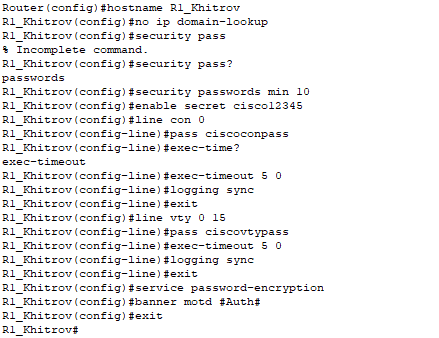 Router(config)#hostname R1_Khitrov
R1_Khitrov(config)#no ip domain-lookup
R1_Khitrov(config)#security pass
% Incomplete command.
R1_Khitrov(config)#security pass?
passwords
R1_Khitrov(config)#security passwords min 10
R1_Khitrov(config)#enable secret cisco12345
R1_Khitrov(config)#line con 0
R1_Khitrov(config-line)#pass ciscoconpass
R1_Khitrov(config-line)#exec-time?
exec-timeout
R1_Khitrov(config-line)#exec-timeout 5 0
R1_Khitrov(config-line)#logging sync
R1_Khitrov(config-line)#exit
R1_Khitrov(config)#line vty 0 15
R1_Khitrov(config-line)#pass ciscovtypass
R1_Khitrov(config-line)#exec-timeout 5 0
R1_Khitrov(config-line)#logging sync
R1_Khitrov(config-line)#exit
R1_Khitrov(config)#service password-encryption
R1_Khitrov(config)#banner motd #Auth#
R1_Khitrov(config)#exit
R1_Khitrov#